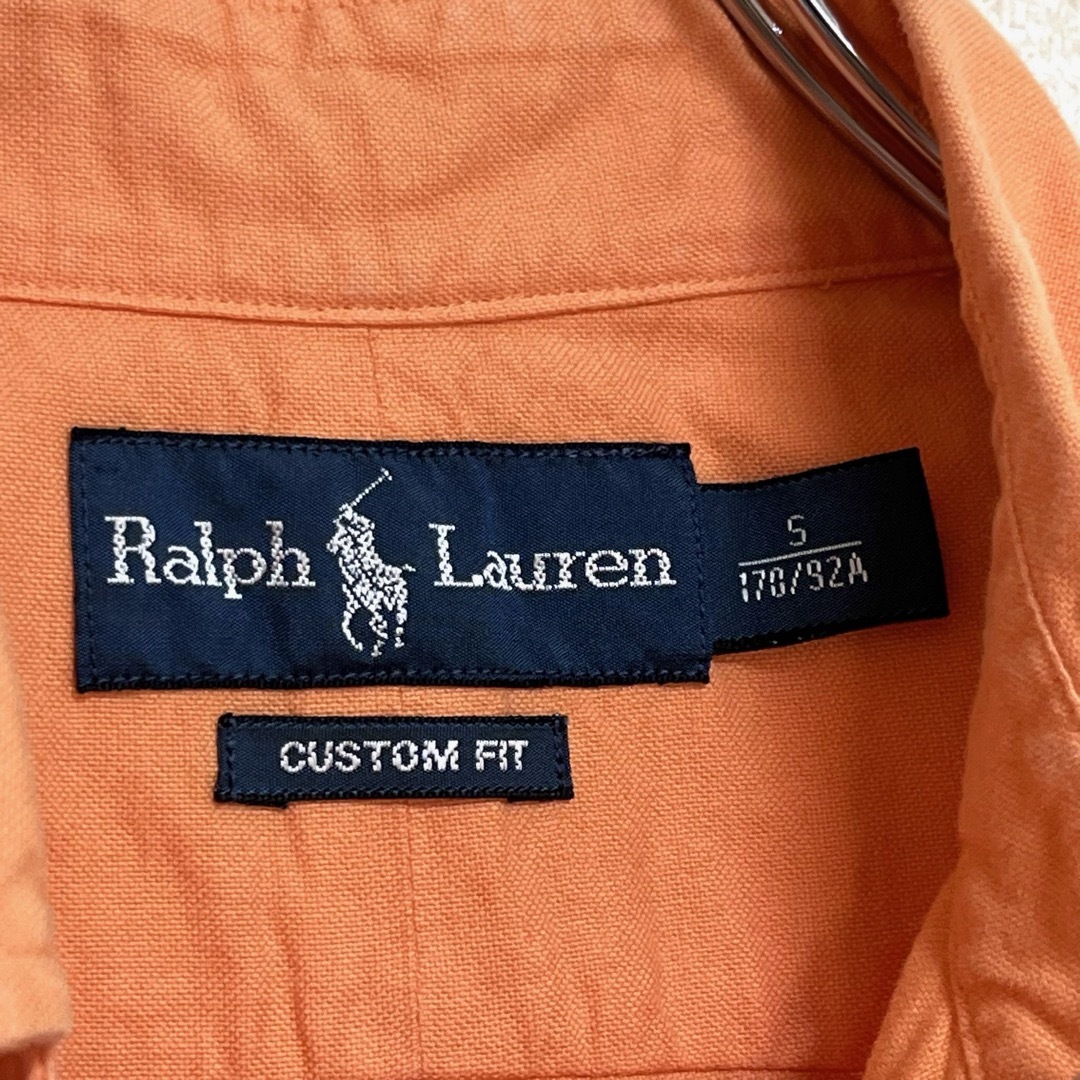 Ralph Lauren
S
170/92A
CUSTOM FIT